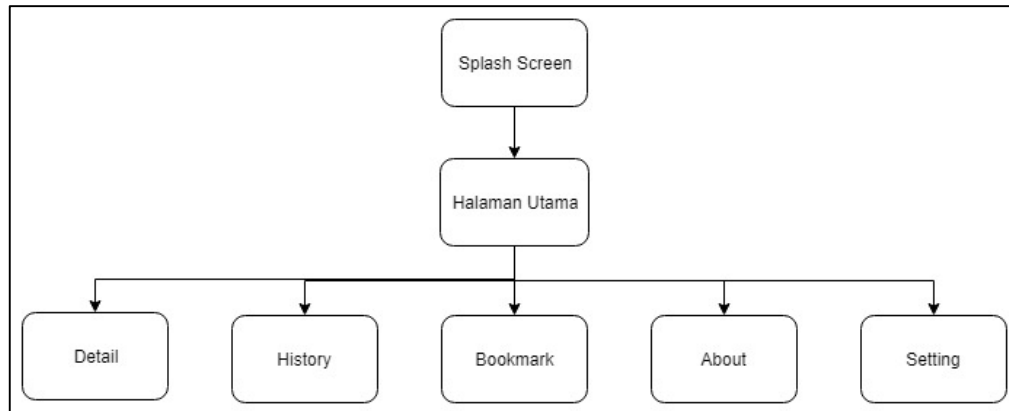 Splash Screen
Halaman Utama
Detail
History
Bookmark
About
Setting